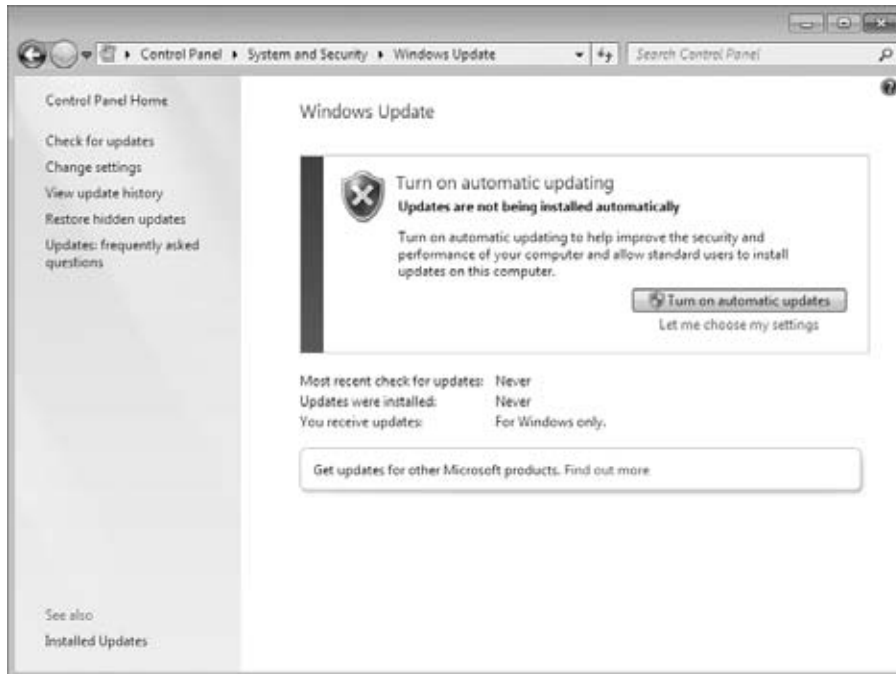 Control Panel ▸ System and Security ▸ Windows Update
Search Control Panel
Control Panel Home
Check for updates
Change settings
View update history
Restore hidden updates
Updates: frequently asked
questions
See also
Installed Updates
Windows Update
Turn on automatic updating
Updates are not being installed automatically
Turn on automatic updating to help improve the security and
performance of your computer and allow standard users to install
updates on this computer.
Turn on automatic updates
Let me choose my settings
Most recent check for updates: Never
Updates were installed: Never
You receive updates: For Windows only.
Get updates for other Microsoft products. Find out more